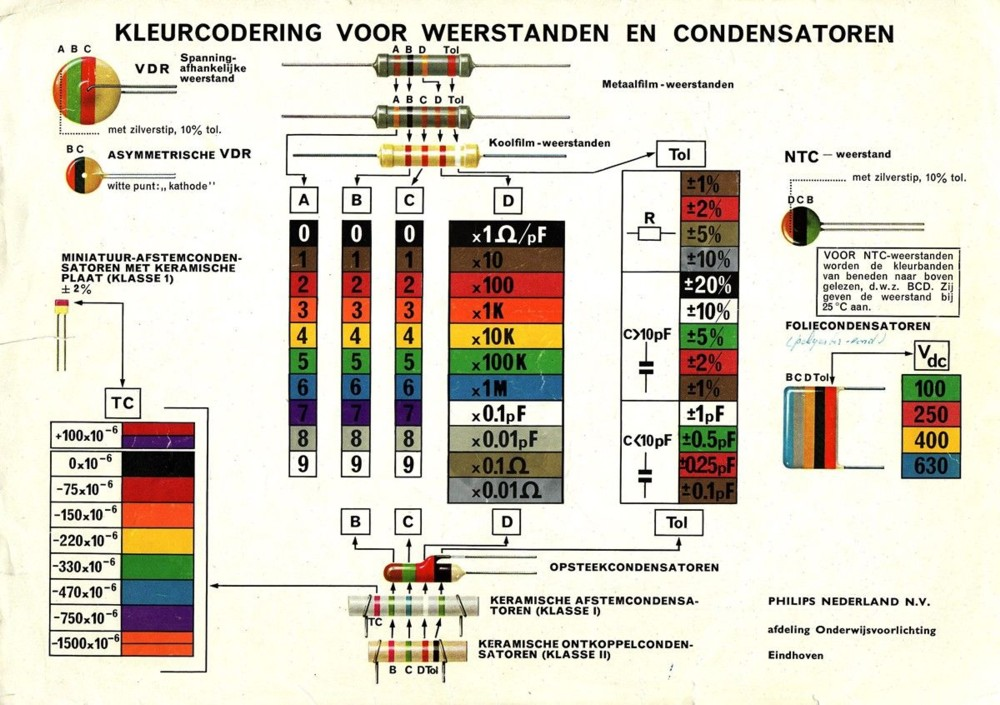 KLEURCODERING VOOR WEERSTANDEN EN CONDENSATOREN
A B C
VDR
Spanning-
afhankelijke
weerstand
met zilverstip, 10% tol.
B C
ASYMMETRISCHE VDR
witte punt: „kathode"
A B D Tol
Metaalfilm-weerstanden
A B C D Tol
Koolfilm-weerstanden
Tol
NTC — weerstand
met zilverstip, 10% tol.
D C B
VOOR NTC-weerstanden
worden de kleurbanden
van beneden naar boven
gelezen, d.w.z. BCD. Zij
geven de weerstand bij
25°C aan.
A B C D
0 0 0 x1Ω/pF
1 1 1 x10
2 2 2 x100
3 3 3 x1K
4 4 4 x10K
5 5 5 x100K
6 6 6 x1M
7 7 7 x0.1pF
8 8 8 x0.01pF
9 9 9 x0.1Ω
x0.01Ω
R
±1%
±2%
±5%
±10%
C>10pF
±20%
±10%
±5%
±2%
±1%
C<10pF
±1pF
±0.5pF
±0.25pF
±0.1pF
MINIATUUR-AFSTEMCONDEN-
SATOREN MET KERAMISCHE
PLAAT (KLASSE 1)
± 2%
TC
+100x10⁻⁶
0x10⁻⁶
-75x10⁻⁶
-150x10⁻⁶
-220x10⁻⁶
-330x10⁻⁶
-470x10⁻⁶
-750x10⁻⁶
-1500x10⁻⁶
FOLIECONDENSATOREN
B C D Tol
Vdc
100
250
400
630
B C D Tol
OPSTEEKCONDENSATOREN
TC
KERAMISCHE AFSTEMCONDENSA-
TOREN (KLASSE I)
KERAMISCHE ONTKOPPELCONDEN-
SATOREN (KLASSE II)
B C D Tol
PHILIPS NEDERLAND N.V.
afdeling Onderwijsvoorlichting
Eindhoven